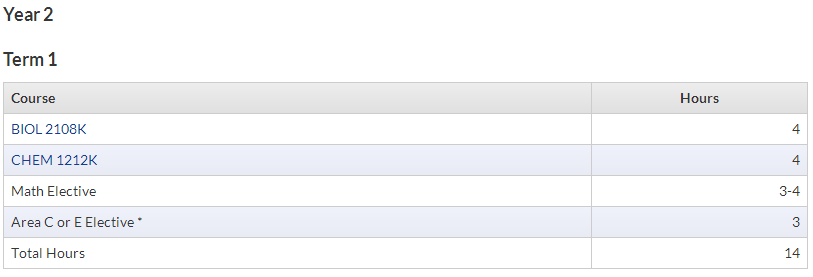 Year 2
Term 1
Course Hours
BIOL 2108K 4
CHEM 1212K 4
Math Elective 3-4
Area C or E Elective * 3
Total Hours 14